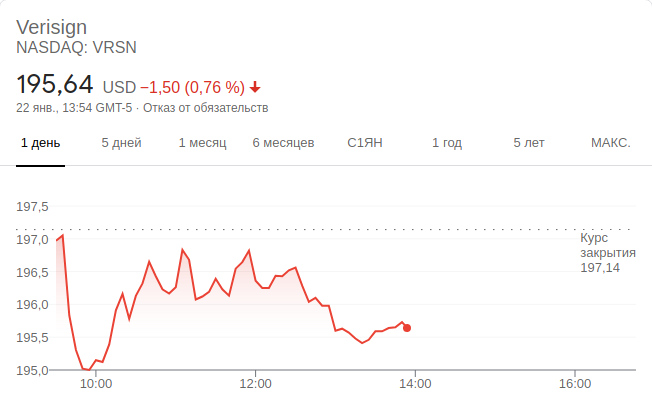 Verisign
NASDAQ: VRSN
195,64 USD −1,50 (0,76 %)
22 янв., 13:54 GMT-5 · Отказ от обязательств
1 день 5 дней 1 месяц 6 месяцев С1ЯН 1 год 5 лет МАКС.
197,5
197,0
196,5
196,0
195,5
195,0
Курс
закрытия
197,14
10:00 12:00 14:00 16:00